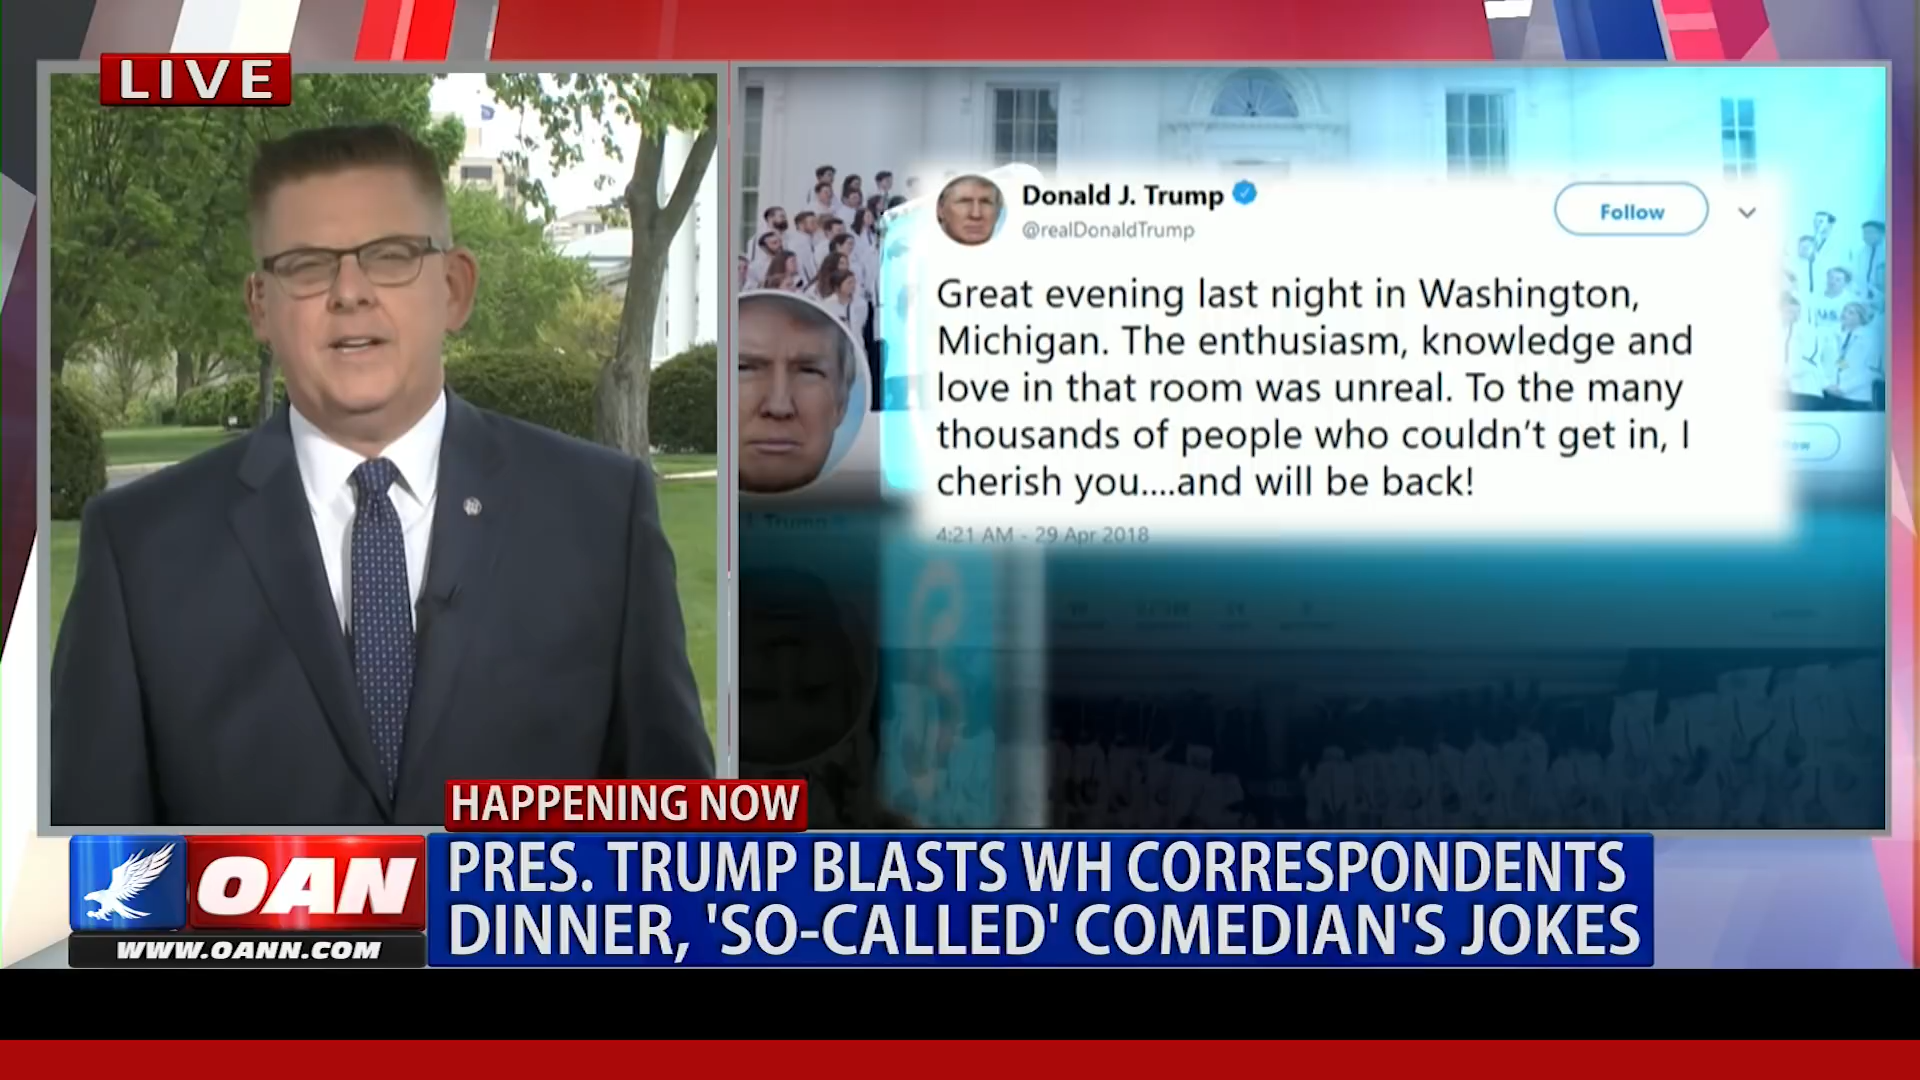 LIVE
Donald J. Trump
@realDonaldTrump
Follow
Great evening last night in Washington,
Michigan. The enthusiasm, knowledge and
love in that room was unreal. To the many
thousands of people who couldn't get in, I
cherish you....and will be back!
4:21 AM - 29 Apr 2018
J. Trump
HAPPENING NOW
OAN
WWW.OANN.COM
PRES. TRUMP BLASTS WH CORRESPONDENTS
DINNER, 'SO-CALLED' COMEDIAN'S JOKES